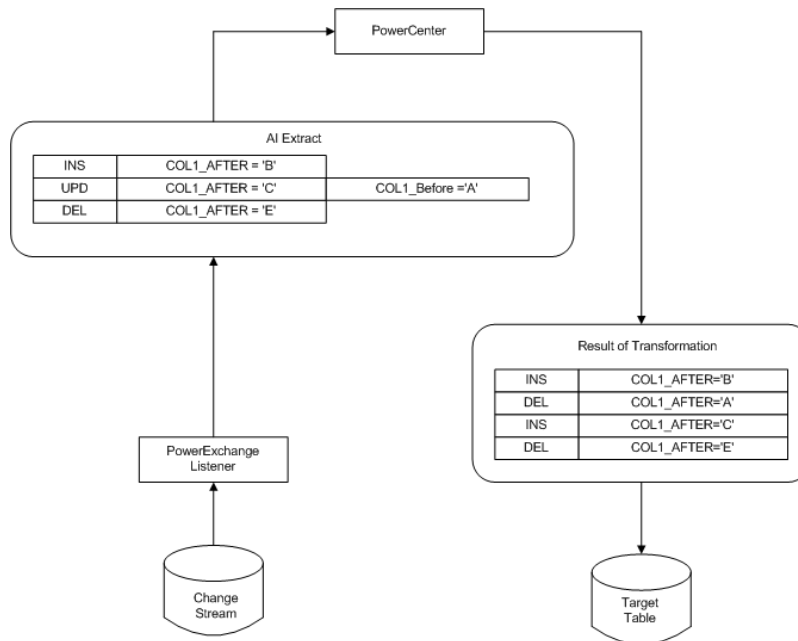 PowerCenter
AI Extract
INS COL1_AFTER = 'B'
UPD COL1_AFTER = 'C' COL1_Before ='A'
DEL COL1_AFTER = 'E'
Result of Transformation
INS COL1_AFTER='B'
DEL COL1_AFTER='A'
INS COL1_AFTER='C'
DEL COL1_AFTER='E'
PowerExchange
Listener
Change
Stream
Target
Table